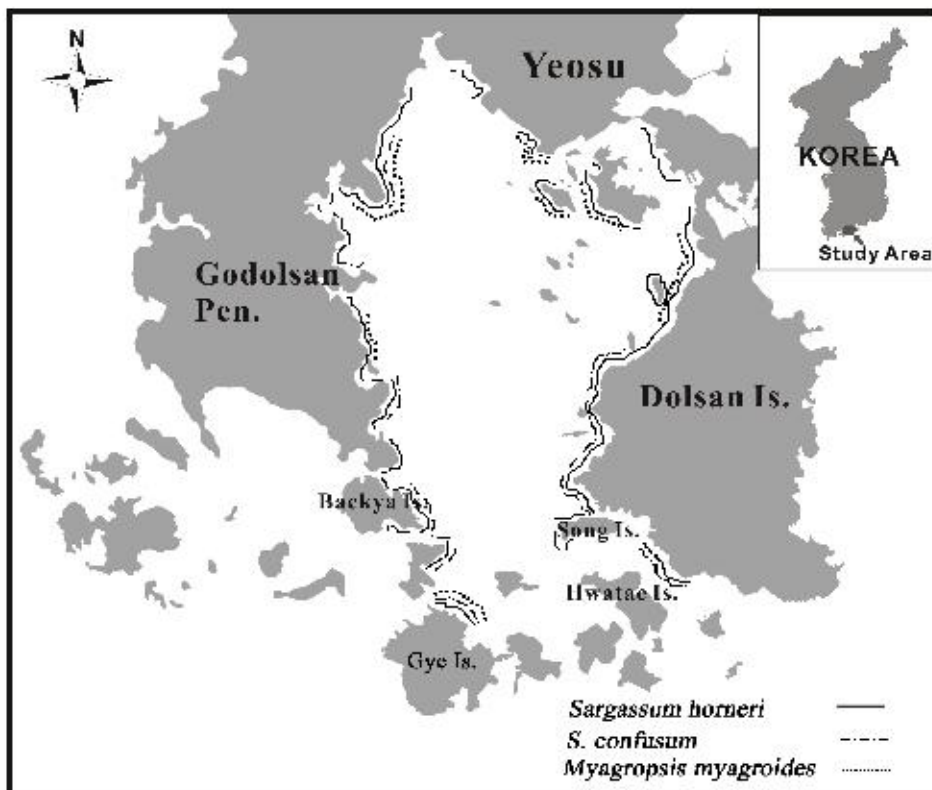 N
Yeosu
KOREA
Study Area
Godolsan
Pen.
Dolsan Is.
Backya Is.
Song Is.
Hwatae Is.
Gye Is.
Sargassum horneri
S. confusum
Myagropsis myagroides